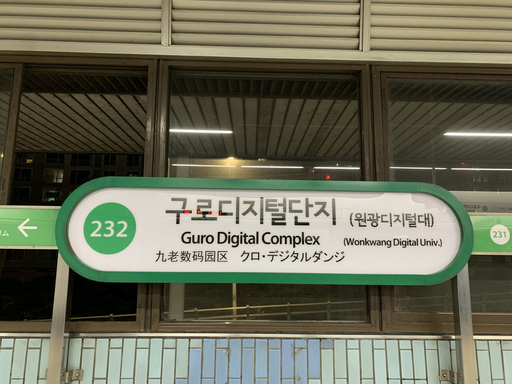 232
구로디지털단지 (원광디지털대)
Guro Digital Complex (Wonkwang Digital Univ.)
九老数码园区 クロ・デジタルダンジ
231